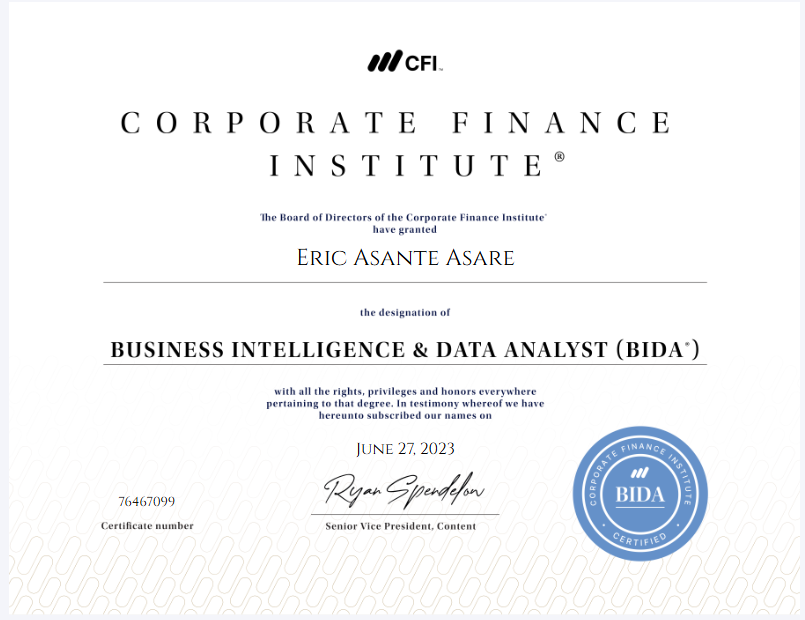 CFI™
CORPORATE FINANCE
INSTITUTE®
The Board of Directors of the Corporate Finance Institute®
have granted
ERIC ASANTE ASARE
the designation of
BUSINESS INTELLIGENCE & DATA ANALYST (BIDA®)
with all the rights, privileges and honors everywhere
pertaining to that degree. In testimony whereof we have
hereunto subscribed our names on
JUNE 27, 2023
Ryan Spendelow
76467099
Certificate number
Senior Vice President, Content
CORPORATE FINANCE INSTITUTE
BIDA
CERTIFIED